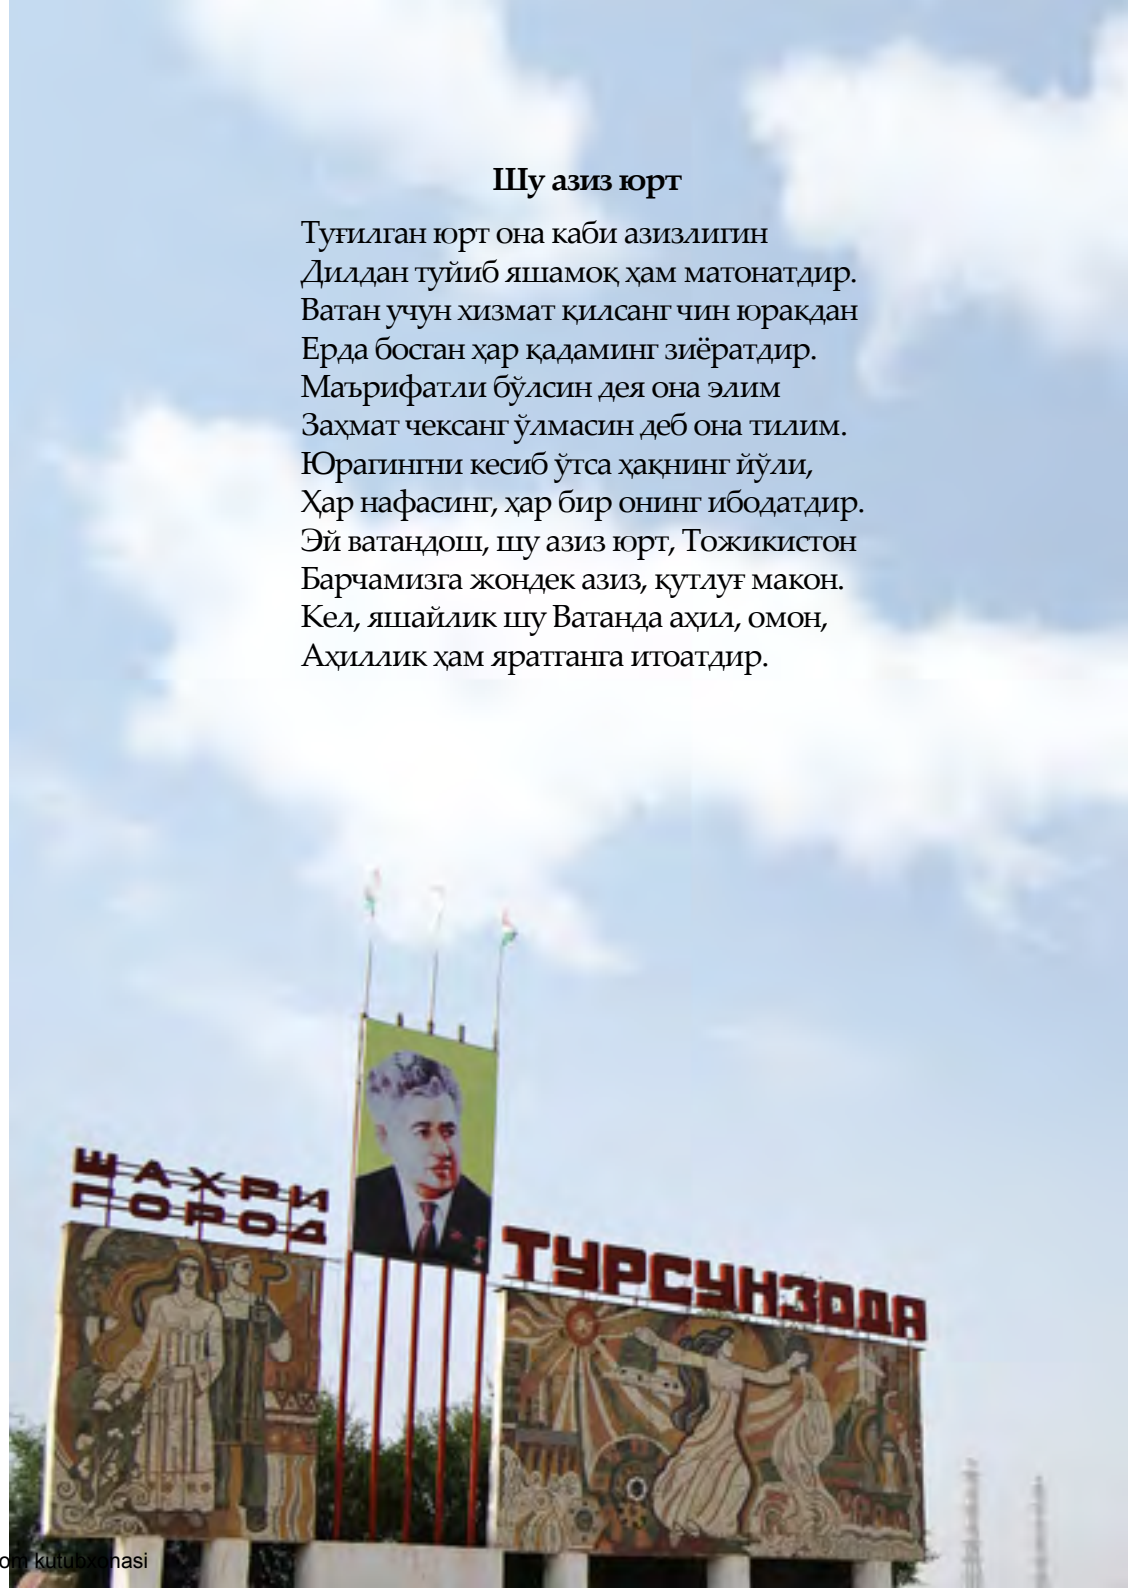 Шу азиз юрт
Туғилган юрт она каби азизлигин
Дилдан туйиб яшамоқ ҳам матонатдир.
Ватан учун хизмат қилсанг чин юракдан
Ерда босган ҳар қадаминг зиёратдир.
Маърифатли бўлсин дея она элим
Заҳмат чексанг ўлмасин деб она тилим.
Юрагингни кесиб ўтса ҳақнинг йўли,
Ҳар нафасинг, ҳар бир онинг ибодатдир.
Эй ватандош, шу азиз юрт, Тожикистон
Барчамизга жондек азиз, қутлуғ макон.
Кел, яшайлик шу Ватанда аҳил, омон,
Аҳиллик ҳам яратганга итоатдир.
ШАХРИ
ГОРОД
ТУРСУНЗОДА
om kutubxonasi